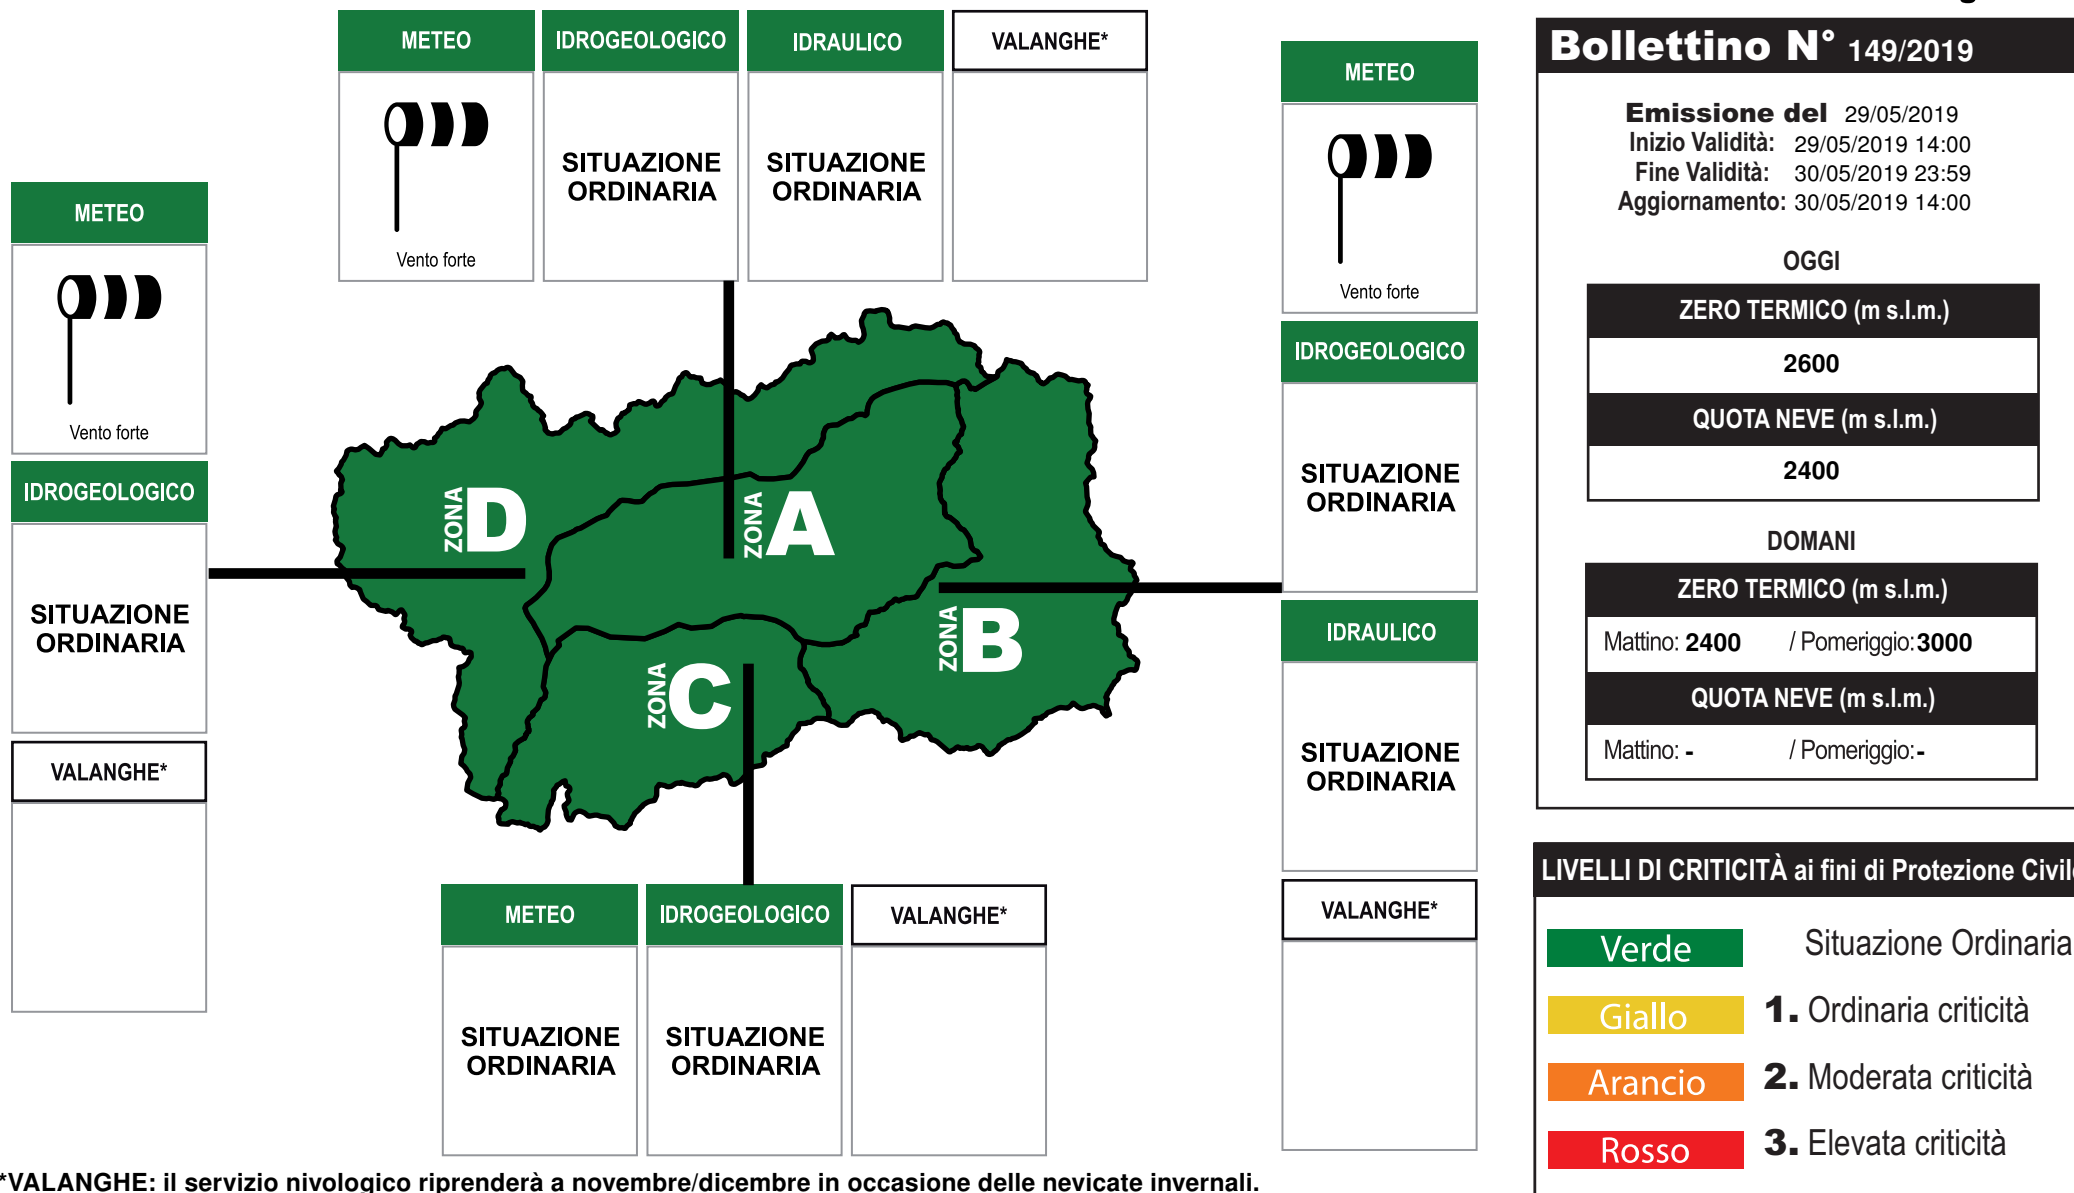 METEO
IDROGEOLOGICO
IDRAULICO
VALANGHE*
Vento forte
SITUAZIONE
ORDINARIA
SITUAZIONE
ORDINARIA
METEO
Vento forte
IDROGEOLOGICO
SITUAZIONE
ORDINARIA
VALANGHE*
METEO
Vento forte
IDROGEOLOGICO
SITUAZIONE
ORDINARIA
IDRAULICO
SITUAZIONE
ORDINARIA
VALANGHE*
ZONA D
ZONA A
ZONA B
ZONA C
METEO
IDROGEOLOGICO
VALANGHE*
SITUAZIONE
ORDINARIA
SITUAZIONE
ORDINARIA
*VALANGHE: il servizio nivologico riprenderà a novembre/dicembre in occasione delle nevicate invernali.
Bollettino N° 149/2019
Emissione del 29/05/2019
Inizio Validità: 29/05/2019 14:00
Fine Validità: 30/05/2019 23:59
Aggiornamento: 30/05/2019 14:00
OGGI
ZERO TERMICO (m s.l.m.)
2600
QUOTA NEVE (m s.l.m.)
2400
DOMANI
ZERO TERMICO (m s.l.m.)
Mattino: 2400 / Pomeriggio: 3000
QUOTA NEVE (m s.l.m.)
Mattino: - / Pomeriggio: -
LIVELLI DI CRITICITÀ ai fini di Protezione Civile
Verde Situazione Ordinaria
Giallo 1. Ordinaria criticità
Arancio 2. Moderata criticità
Rosso 3. Elevata criticità